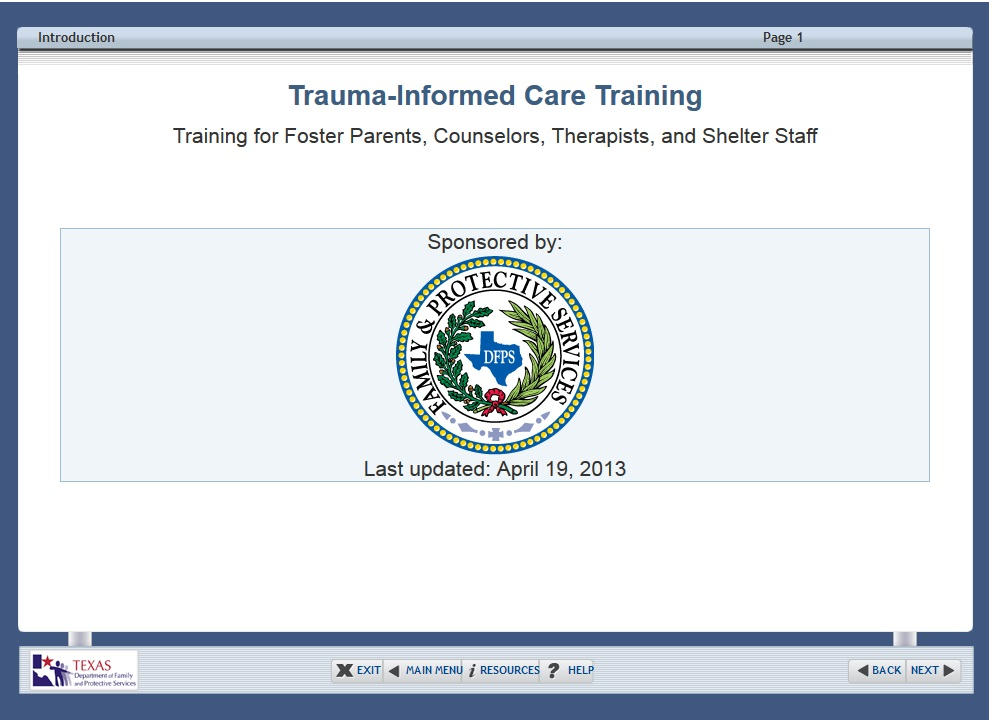 Introduction
Page 1
Trauma-Informed Care Training
Training for Foster Parents, Counselors, Therapists, and Shelter Staff
Sponsored by:
FAMILY & PROTECTIVE SERVICES
DFPS
Last updated: April 19, 2013
TEXAS
Department of Family
and Protective Services
EXIT
MAIN MENU
i RESOURCES
? HELP
BACK
NEXT